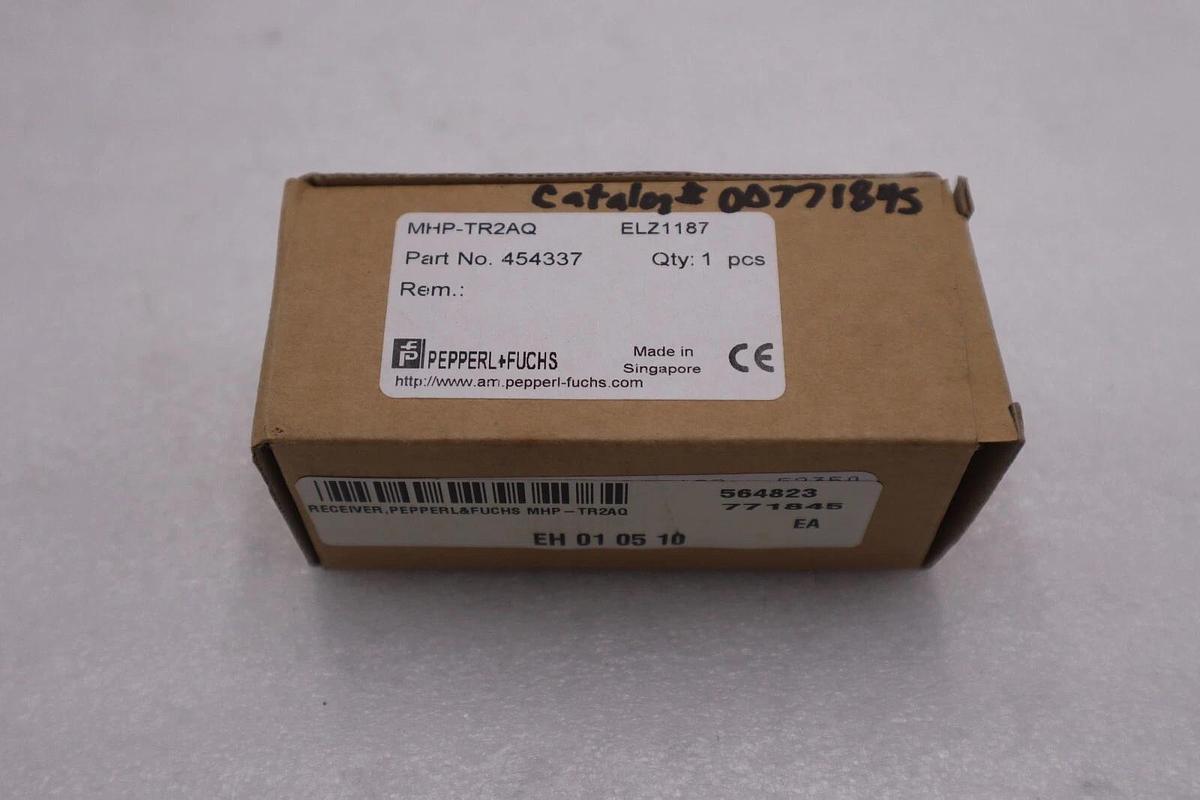 Catalog# 00771845
MHP-TR2AQ ELZ1187
Part No. 454337 Qty: 1 pcs
Rem.:
PEPPERL+FUCHS Made in Singapore CE
http://www.am.pepperl-fuchs.com
564823
RECEIVER,PEPPERL&FUCHS MHP-TR2AQ 771845
EA
EH 01 05 10